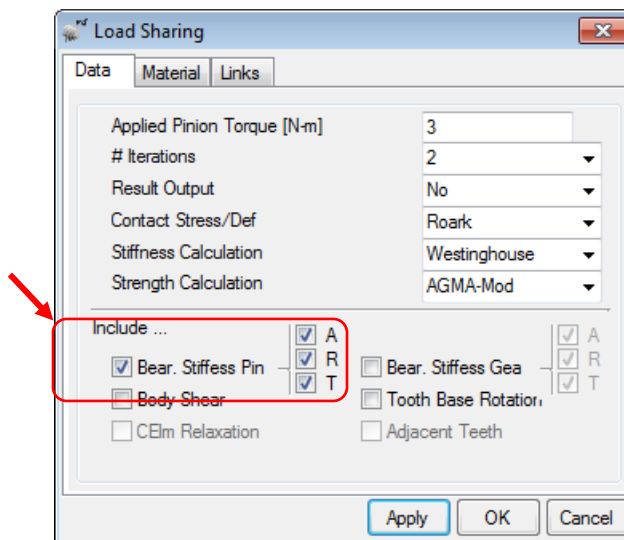 Load Sharing
Data Material Links
Applied Pinion Torque [N-m] 3
# Iterations 2
Result Output No
Contact Stress/Def Roark
Stiffness Calculation Westinghouse
Strength Calculation AGMA-Mod
Include ...
A A
Bear. Stiffess Pin R Bear. Stiffess Gea R
T T
Body Shear Tooth Base Rotation
CElm Relaxation Adjacent Teeth
Apply OK Cancel